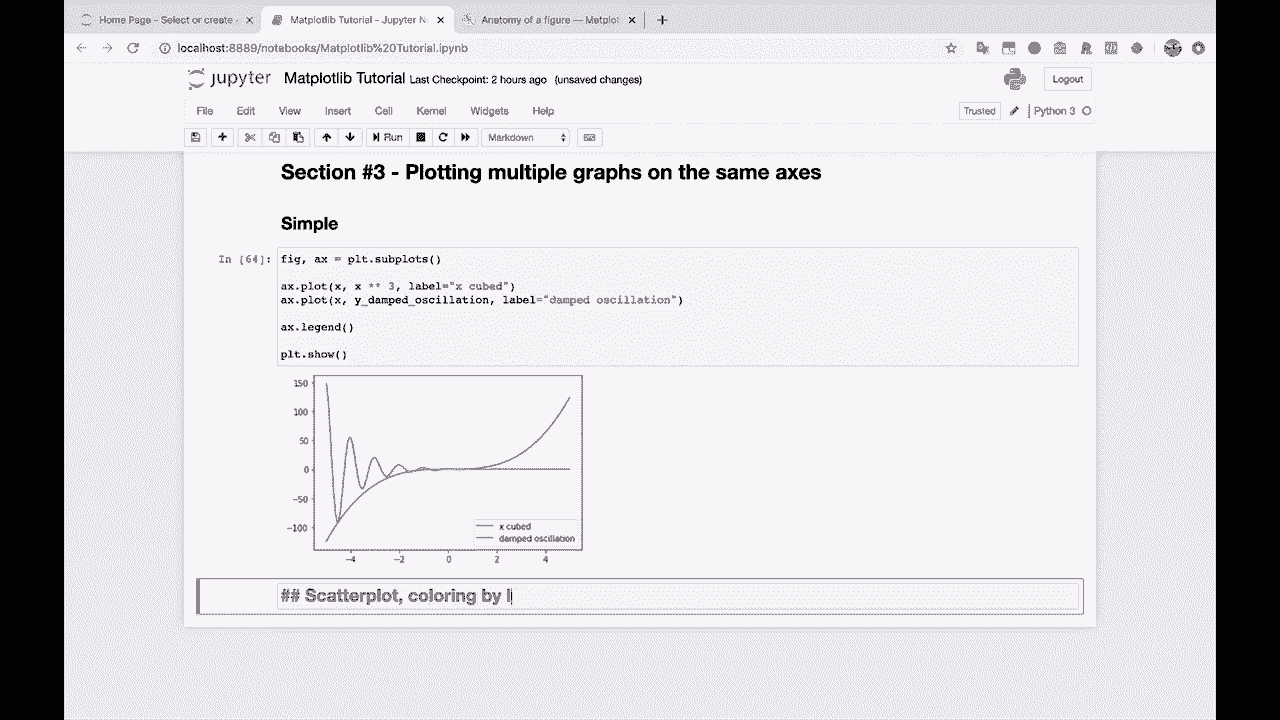 Home Page - Select or create
Matplotlib Tutorial - Jupyter N
Anatomy of a figure — Matplot
localhost:8889/notebooks/Matplotlib%20Tutorial.ipynb
jupyter Matplotlib Tutorial Last Checkpoint: 2 hours ago (unsaved changes)
Logout
File Edit View Insert Cell Kernel Widgets Help
Trusted Python 3
Run Markdown
Section #3 - Plotting multiple graphs on the same axes
Simple
In [64]: fig, ax = plt.subplots()
ax.plot(x, x ** 3, label="x cubed")
ax.plot(x, y_damped_oscillation, label="damped oscillation")
ax.legend()
plt.show()
150
100
50
0
−50
−100
x cubed
damped oscillation
−4 −2 0 2 4
## Scatterplot, coloring by l